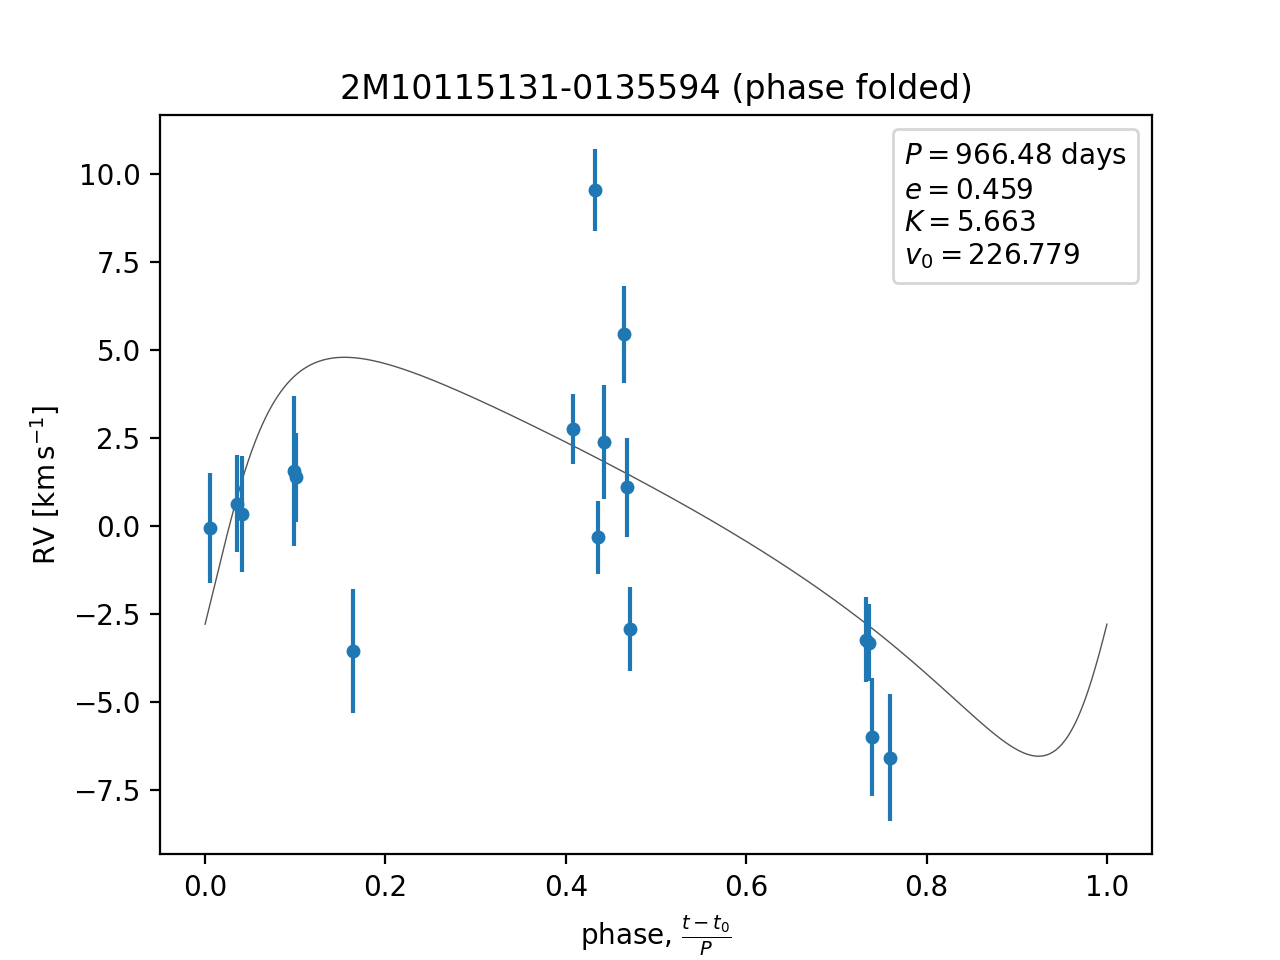 2M10115131-0135594 (phase folded)
P = 966.48 days
e = 0.459
K = 5.663
v₀ = 226.779
10.0
7.5
5.0
2.5
0.0
−2.5
−5.0
−7.5
RV [km s⁻¹]
0.0 0.2 0.4 0.6 0.8 1.0
phase, (t − t₀)/P